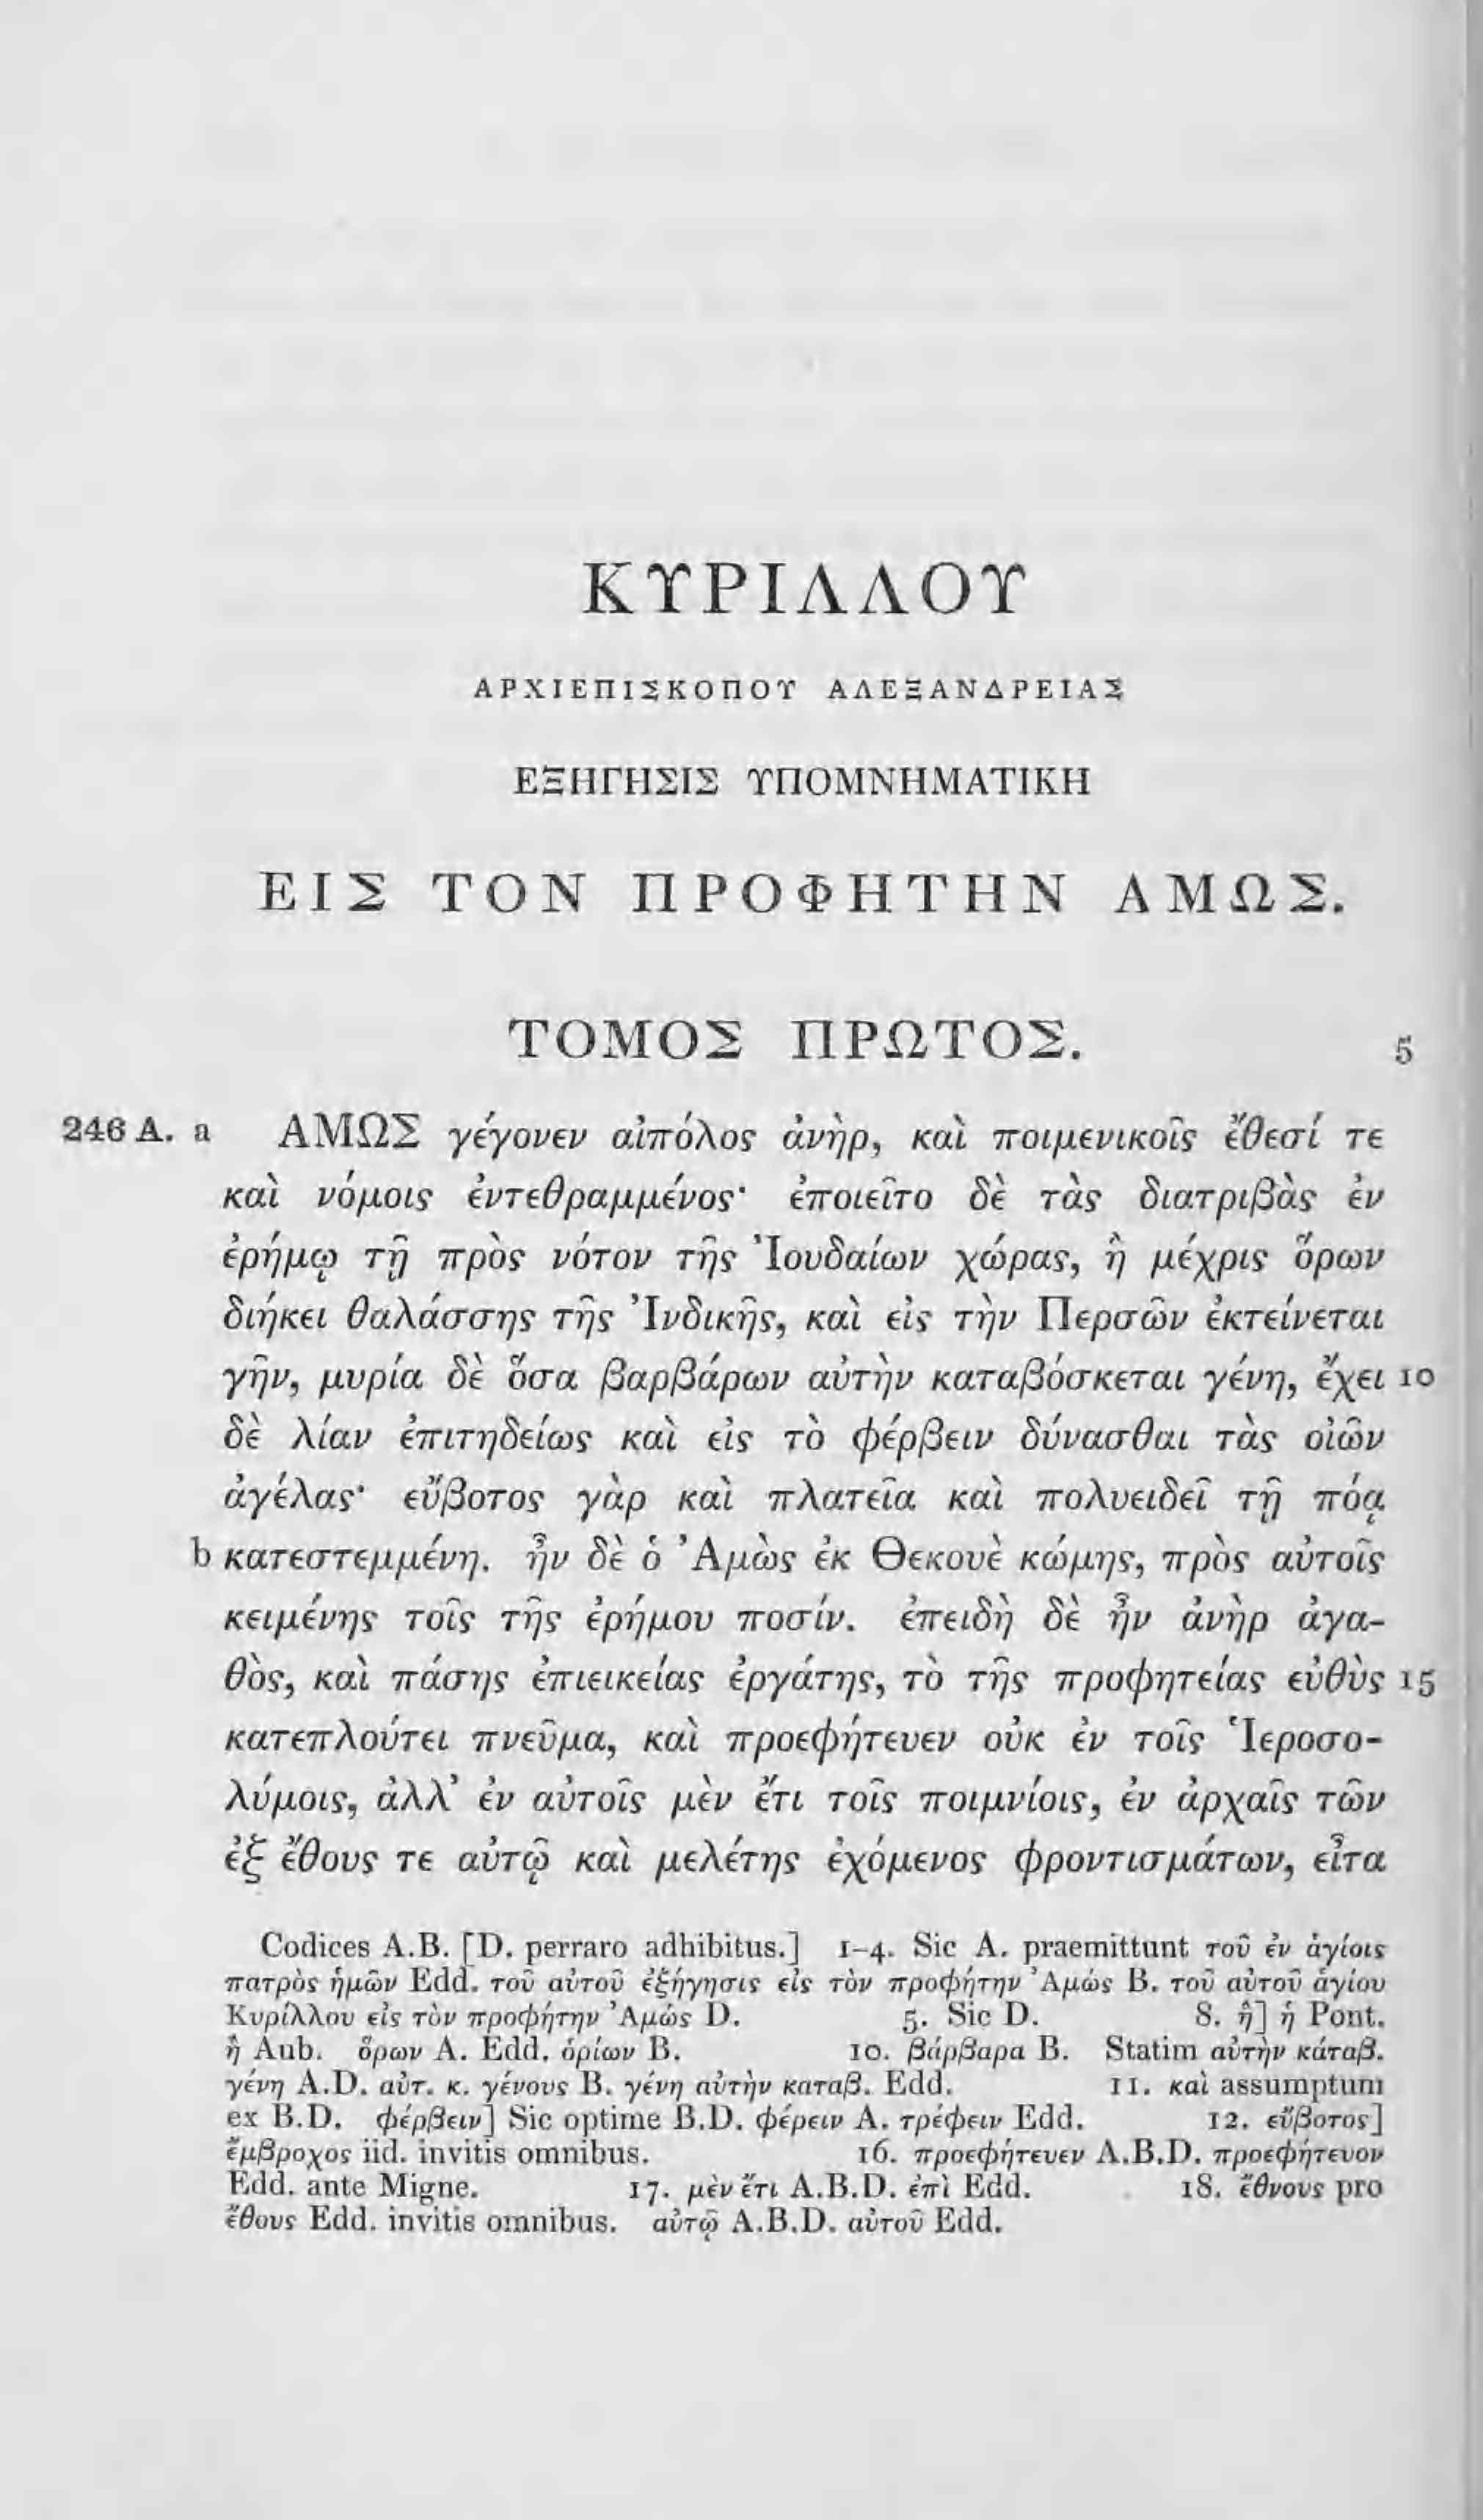 ΚΥΡΙΛΛΟΥ
ΑΡΧΙΕΠΙΣΚΟΠΟΥ ΑΛΕΞΑΝΔΡΕΙΑΣ
ΕΞΗΓΗΣΙΣ ΥΠΟΜΝΗΜΑΤΙΚΗ
ΕΙΣ ΤΟΝ ΠΡΟΦΗΤΗΝ ΑΜΩΣ.
ΤΟΜΟΣ ΠΡΩΤΟΣ. 5
246 A. a ΑΜΩΣ γέγονεν αἰπόλος ἀνὴρ, καὶ ποιμενικοῖς ἔθεσί τε
καὶ νόμοις ἐντεθραμμένος· ἐποιεῖτο δὲ τὰς διατριβὰς ἐν
ἐρήμῳ τῇ πρὸς νότον τῆς Ἰουδαίων χώρας, ἣ μέχρις ὅρων
διήκει θαλάσσης τῆς Ἰνδικῆς, καὶ εἰς τὴν Περσῶν ἐκτείνεται
γῆν, μυρία δὲ ὅσα βαρβάρων αὐτὴν καταβόσκεται γένη, ἔχει 10
δὲ λίαν ἐπιτηδείως καὶ εἰς τὸ φέρβειν δύνασθαι τὰς οἰῶν
ἀγέλας· εὔβοτος γὰρ καὶ πλατεῖα καὶ πολυειδεῖ τῇ πόᾳ
b κατεστεμμένη. ἦν δὲ ὁ Ἀμὼς ἐκ Θεκουὲ κώμης, πρὸς αὐτοῖς
κειμένης τοῖς τῆς ἐρήμου ποσίν. ἐπειδὴ δὲ ἦν ἀνὴρ ἀγα-
θὸς, καὶ πάσης ἐπιεικείας ἐργάτης, τὸ τῆς προφητείας εὐθὺς 15
κατεπλούτει πνεῦμα, καὶ προεφήτευεν οὐκ ἐν τοῖς Ἱεροσο-
λύμοις, ἀλλ’ ἐν αὐτοῖς μὲν ἔτι τοῖς ποιμνίοις, ἐν ἀρχαῖς τῶν
ἐξ ἔθους τε αὐτῷ καὶ μελέτης ἐχόμενος φροντισμάτων, εἶτα
Codices A.B. [D. perraro adhibitus.] 1-4. Sic A. praemittunt τοῦ ἐν ἁγίοις
πατρὸς ἡμῶν Edd. τοῦ αὐτοῦ ἐξήγησις εἰς τὸν προφήτην Ἀμώς B. τοῦ αὐτοῦ ἁγίου
Κυρίλλου εἰς τὸν προφήτην Ἀμώς D. 5. Sic D. 8. ἣ] ἡ Pont.
ᾗ Aub. ὅρων A. Edd. ὁρίων B. 10. βάρβαρα B. Statim αὐτὴν κάταβ.
γένη A.D. αὐτ. κ. γένους B. γένη αὐτὴν καταβ. Edd. 11. καὶ assumptum
ex B.D. φέρβειν] Sic optime B.D. φέρειν A. τρέφειν Edd. 12. εὔβοτος]
ἔμβροχος iid. invitis omnibus. 16. προεφήτευεν A.B.D. προεφήτευον
Edd. ante Migne. 17. μὲν ἔτι A.B.D. ἐπὶ Edd. 18. ἔθνους pro
ἔθους Edd. invitis omnibus. αὐτῷ A.B.D. αὐτοῦ Edd.